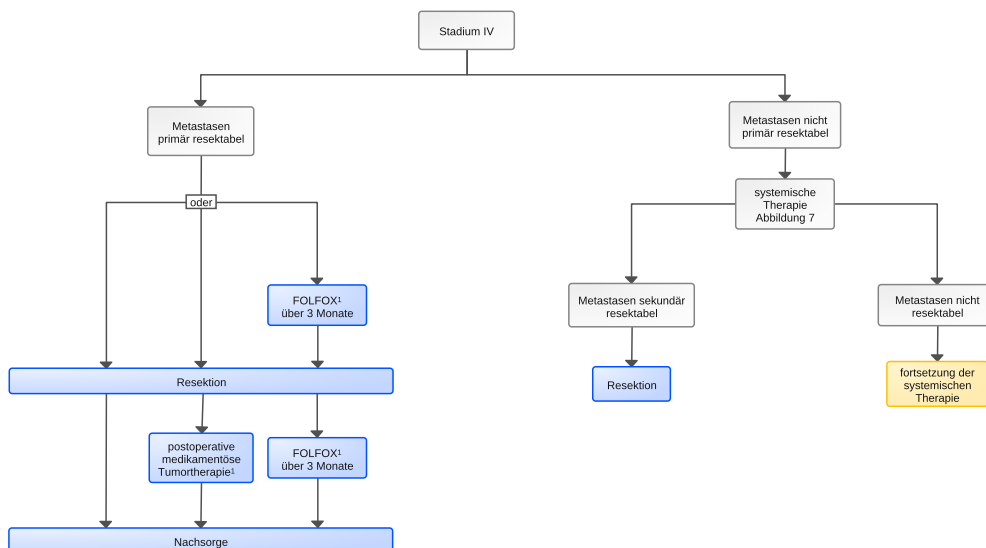 Stadium IV
Metastasen
primär resektabel
Metastasen nicht
primär resektabel
oder
systemische
Therapie
Abbildung 7
FOLFOX¹
über 3 Monate
Metastasen sekundär
resektabel
Metastasen nicht
resektabel
Resektion
Resektion
fortsetzung der
systemischen
Therapie
postoperative
medikamentöse
Tumortherapie¹
FOLFOX¹
über 3 Monate
Nachsorge